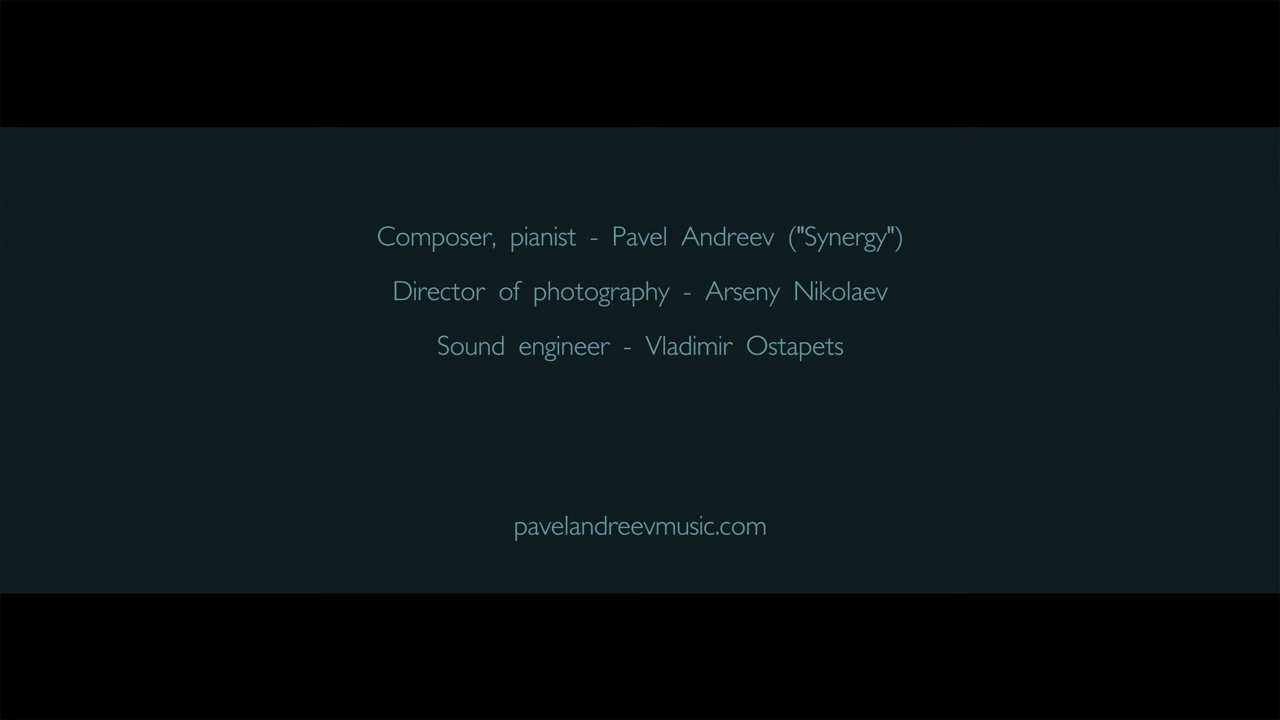 Composer, pianist - Pavel Andreev ("Synergy")
Director of photography - Arseny Nikolaev
Sound engineer - Vladimir Ostapets
pavelandreevmusic.com